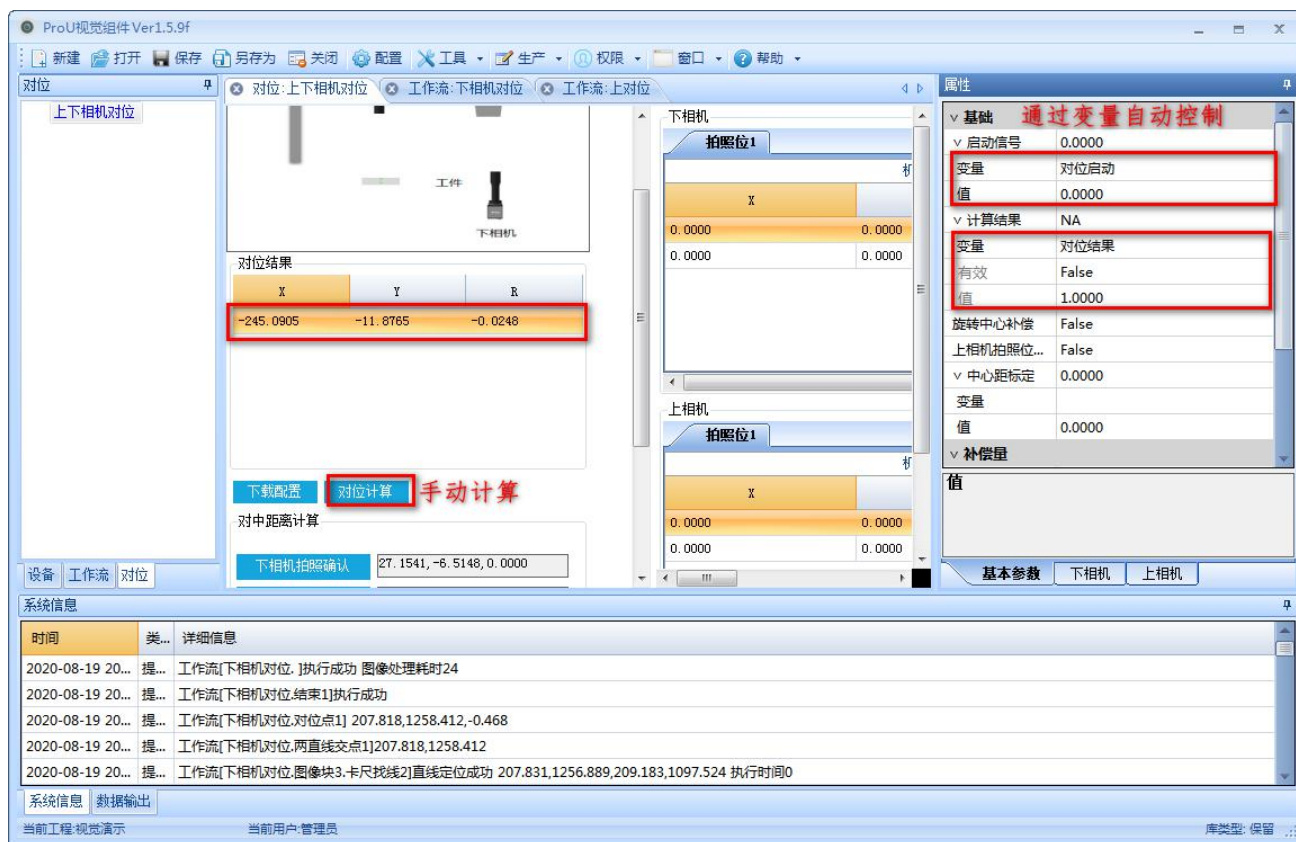 ProU视觉组件 Ver1.5.9f
新建 打开 保存 另存为 关闭 配置 工具 生产 权限 窗口 帮助
对位
上下相机对位
设备 工作流 对位
对位:上下相机对位 工作流:下相机对位 工作流:上对位
工件
下相机
对位结果
X Y R
-245.0905 -11.8765 -0.0248
下载配置 对位计算 手动计算
对中距离计算
下相机拍照确认 27.1541,-6.5148,0.0000
下相机
拍照位1
X
0.0000 0.0000
0.0000 0.0000
上相机
拍照位1
X
0.0000 0.0000
0.0000 0.0000
属性
基础 通过变量自动控制
启动信号 0.0000
变量 对位启动
值 0.0000
计算结果 NA
变量 对位结果
有效 False
值 1.0000
旋转中心补偿 False
上相机拍照位... False
中心距标定 0.0000
变量
值 0.0000
补偿量
值
基本参数 下相机 上相机
系统信息
时间 类... 详细信息
2020-08-19 20... 提... 工作流[下相机对位. ]执行成功 图像处理耗时24
2020-08-19 20... 提... 工作流[下相机对位.结束1]执行成功
2020-08-19 20... 提... 工作流[下相机对位.对位点1] 207.818,1258.412,-0.468
2020-08-19 20... 提... 工作流[下相机对位.两直线交点1]207.818,1258.412
2020-08-19 20... 提... 工作流[下相机对位.图像块3.卡尺找线2]直线定位成功 207.831,1256.889,209.183,1097.524 执行时间0
系统信息 数据输出
当前工程:视觉演示 当前用户:管理员 库类型: 保留